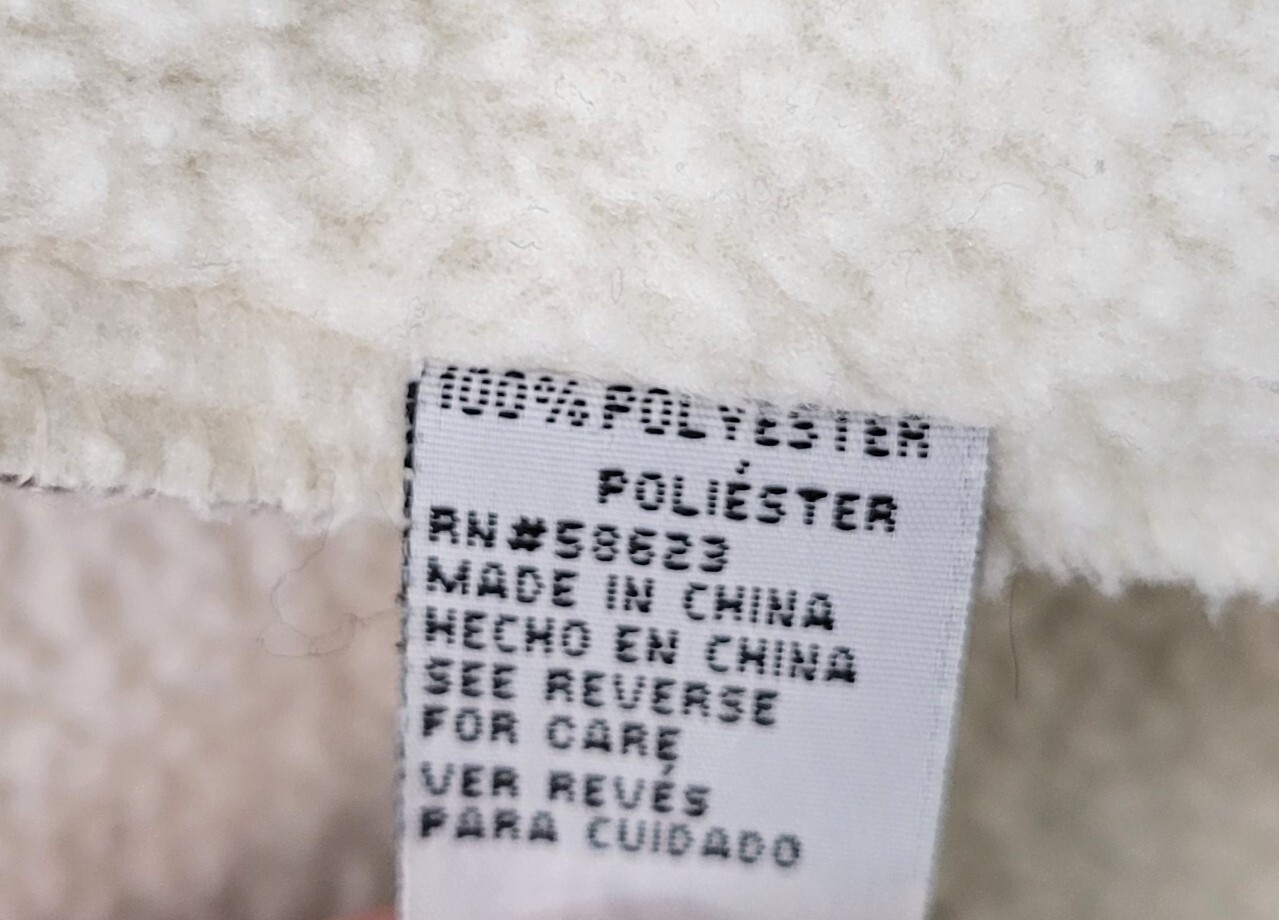 100% POLYESTER
POLIÉSTER
RN#58623
MADE IN CHINA
HECHO EN CHINA
SEE REVERSE
FOR CARE
VER REVÉS
PARA CUIDADO